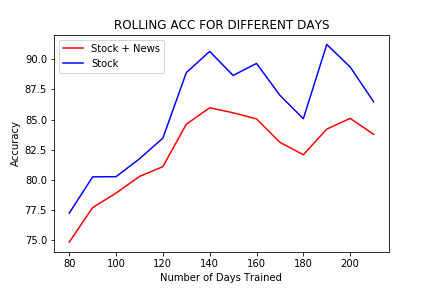 ROLLING ACC FOR DIFFERENT DAYS
Stock + News
Stock
90.0
87.5
85.0
82.5
80.0
77.5
75.0
Accuracy
80 100 120 140 160 180 200
Number of Days Trained